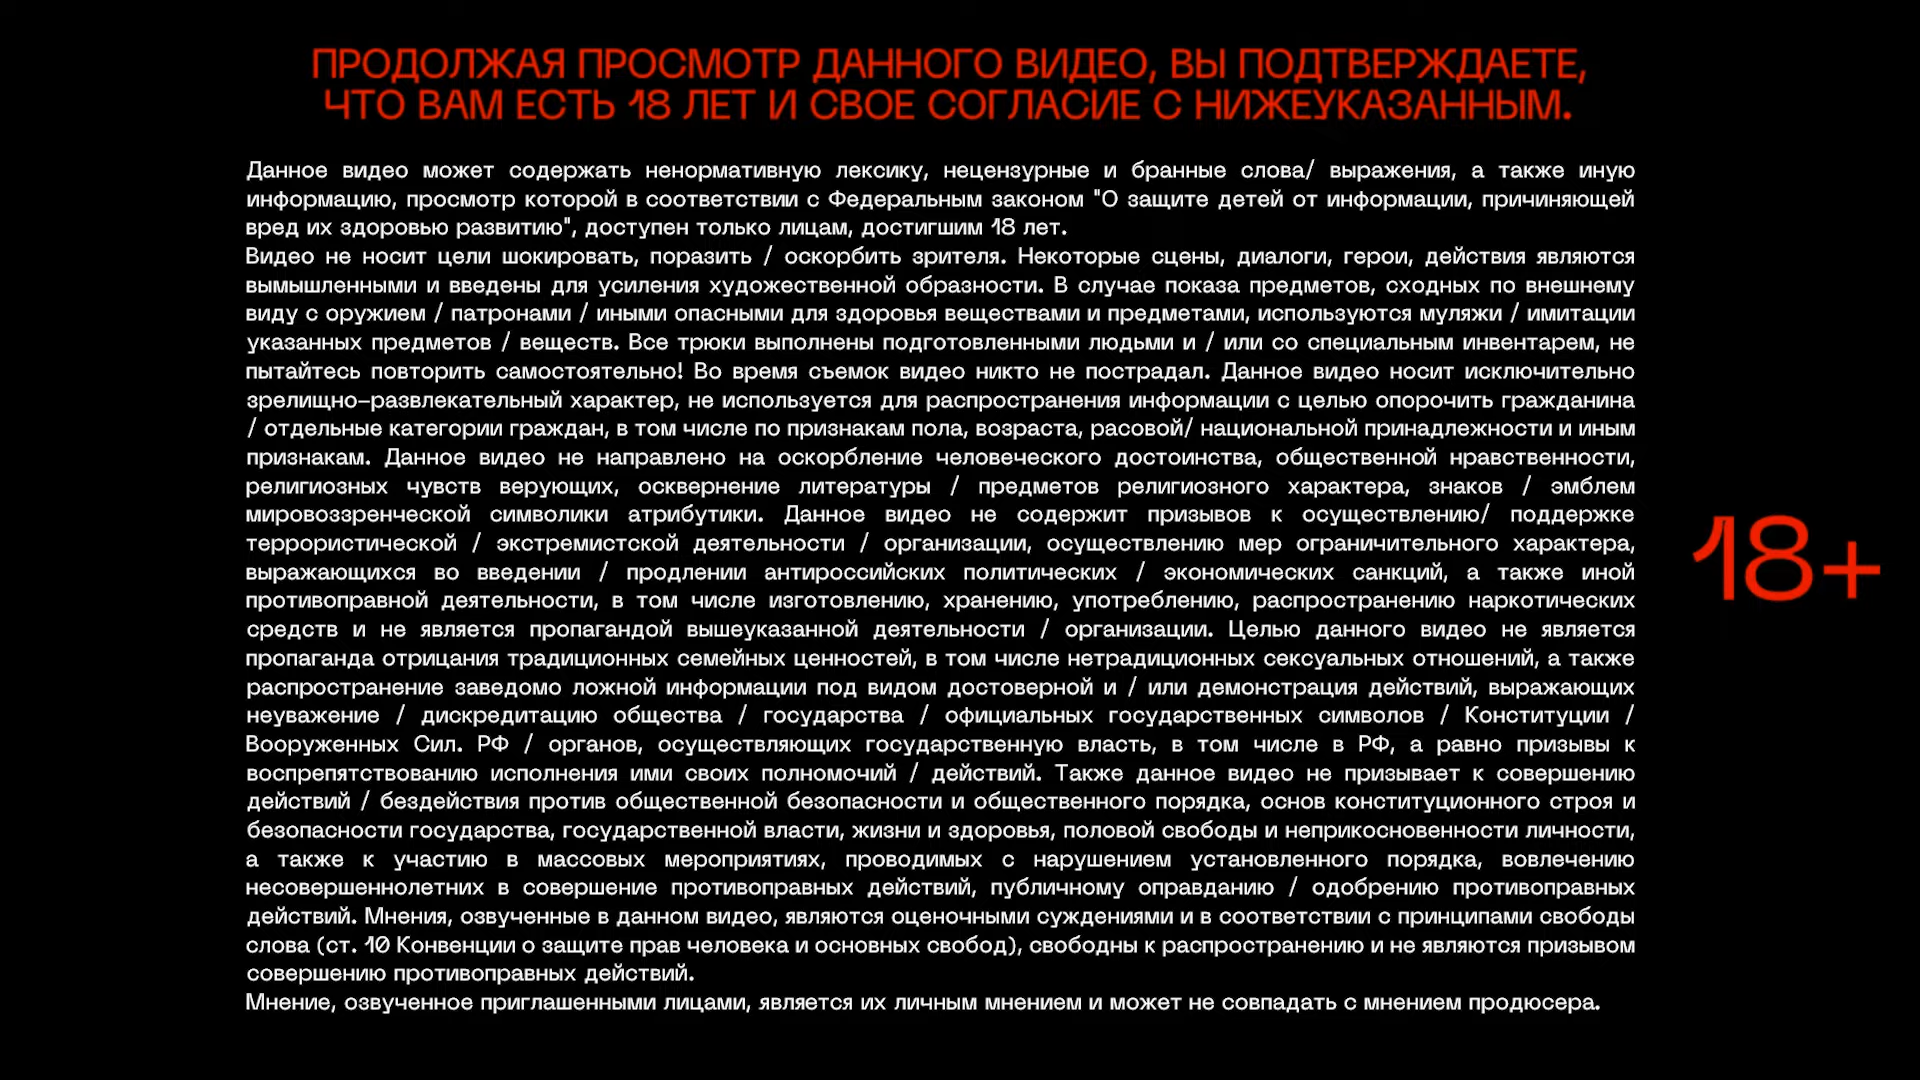 ПРОДОЛЖАЯ ПРОСМОТР ДАННОГО ВИДЕО, ВЫ ПОДТВЕРЖДАЕТЕ,
ЧТО ВАМ ЕСТЬ 18 ЛЕТ И СВОЕ СОГЛАСИЕ С НИЖЕУКАЗАННЫМ.
Данное видео может содержать ненормативную лексику, нецензурные и бранные слова/ выражения, а также иную
информацию, просмотр которой в соответствии с Федеральным законом "О защите детей от информации, причиняющей
вред их здоровью развитию", доступен только лицам, достигшим 18 лет.
Видео не носит цели шокировать, поразить / оскорбить зрителя. Некоторые сцены, диалоги, герои, действия являются
вымышленными и введены для усиления художественной образности. В случае показа предметов, сходных по внешнему
виду с оружием / патронами / иными опасными для здоровья веществами и предметами, используются муляжи / имитации
указанных предметов / веществ. Все трюки выполнены подготовленными людьми и / или со специальным инвентарем, не
пытайтесь повторить самостоятельно! Во время съемок видео никто не пострадал. Данное видео носит исключительно
зрелищно-развлекательный характер, не используется для распространения информации с целью опорочить гражданина
/ отдельные категории граждан, в том числе по признакам пола, возраста, расовой/ национальной принадлежности и иным
признакам. Данное видео не направлено на оскорбление человеческого достоинства, общественной нравственности,
религиозных чувств верующих, осквернение литературы / предметов религиозного характера, знаков / эмблем
мировоззренческой символики атрибутики. Данное видео не содержит призывов к осуществлению/ поддержке
террористической / экстремистской деятельности / организации, осуществлению мер ограничительного характера,
выражающихся во введении / продлении антироссийских политических / экономических санкций, а также иной
противоправной деятельности, в том числе изготовлению, хранению, употреблению, распространению наркотических
средств и не является пропагандой вышеуказанной деятельности / организации. Целью данного видео не является
пропаганда отрицания традиционных семейных ценностей, в том числе нетрадиционных сексуальных отношений, а также
распространение заведомо ложной информации под видом достоверной и / или демонстрация действий, выражающих
неуважение / дискредитацию общества / государства / официальных государственных символов / Конституции /
Вооруженных Сил. РФ / органов, осуществляющих государственную власть, в том числе в РФ, а равно призывы к
воспрепятствованию исполнения ими своих полномочий / действий. Также данное видео не призывает к совершению
действий / бездействия против общественной безопасности и общественного порядка, основ конституционного строя и
безопасности государства, государственной власти, жизни и здоровья, половой свободы и неприкосновенности личности,
а также к участию в массовых мероприятиях, проводимых с нарушением установленного порядка, вовлечению
несовершеннолетних в совершение противоправных действий, публичному оправданию / одобрению противоправных
действий. Мнения, озвученные в данном видео, являются оценочными суждениями и в соответствии с принципами свободы
слова (ст. 10 Конвенции о защите прав человека и основных свобод), свободны к распространению и не являются призывом
совершению противоправных действий.
Мнение, озвученное приглашенными лицами, является их личным мнением и может не совпадать с мнением продюсера.
18+